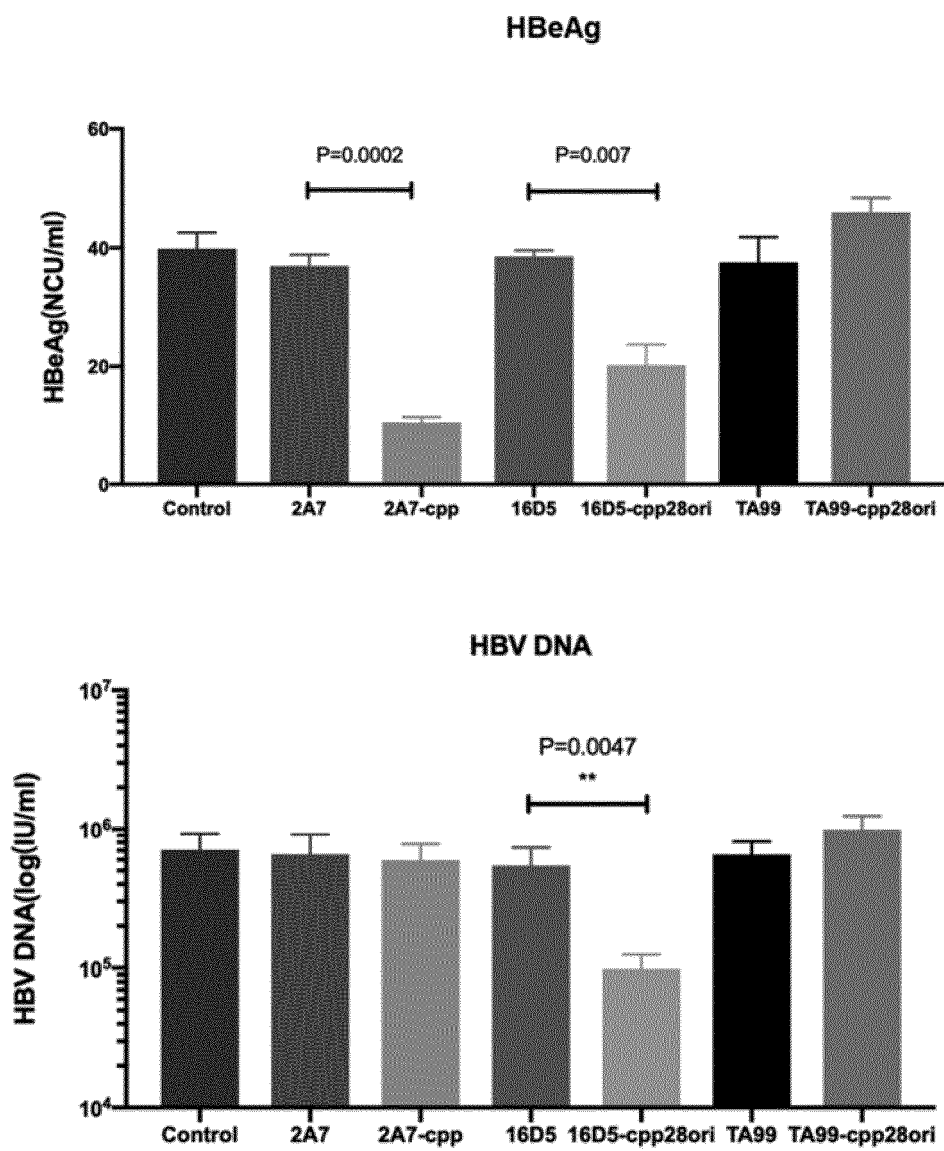 HBeAg
60
P=0.0002
P=0.007
HBeAg(NCU/ml)
40
20
0
Control 2A7 2A7-cpp 16D5 16D5-cpp28ori TA99 TA99-cpp28ori
HBV DNA
10⁷
P=0.0047
**
HBV DNA(log(IU/ml)
10⁶
10⁵
10⁴
Control 2A7 2A7-cpp 16D5 16D5-cpp28ori TA99 TA99-cpp28ori